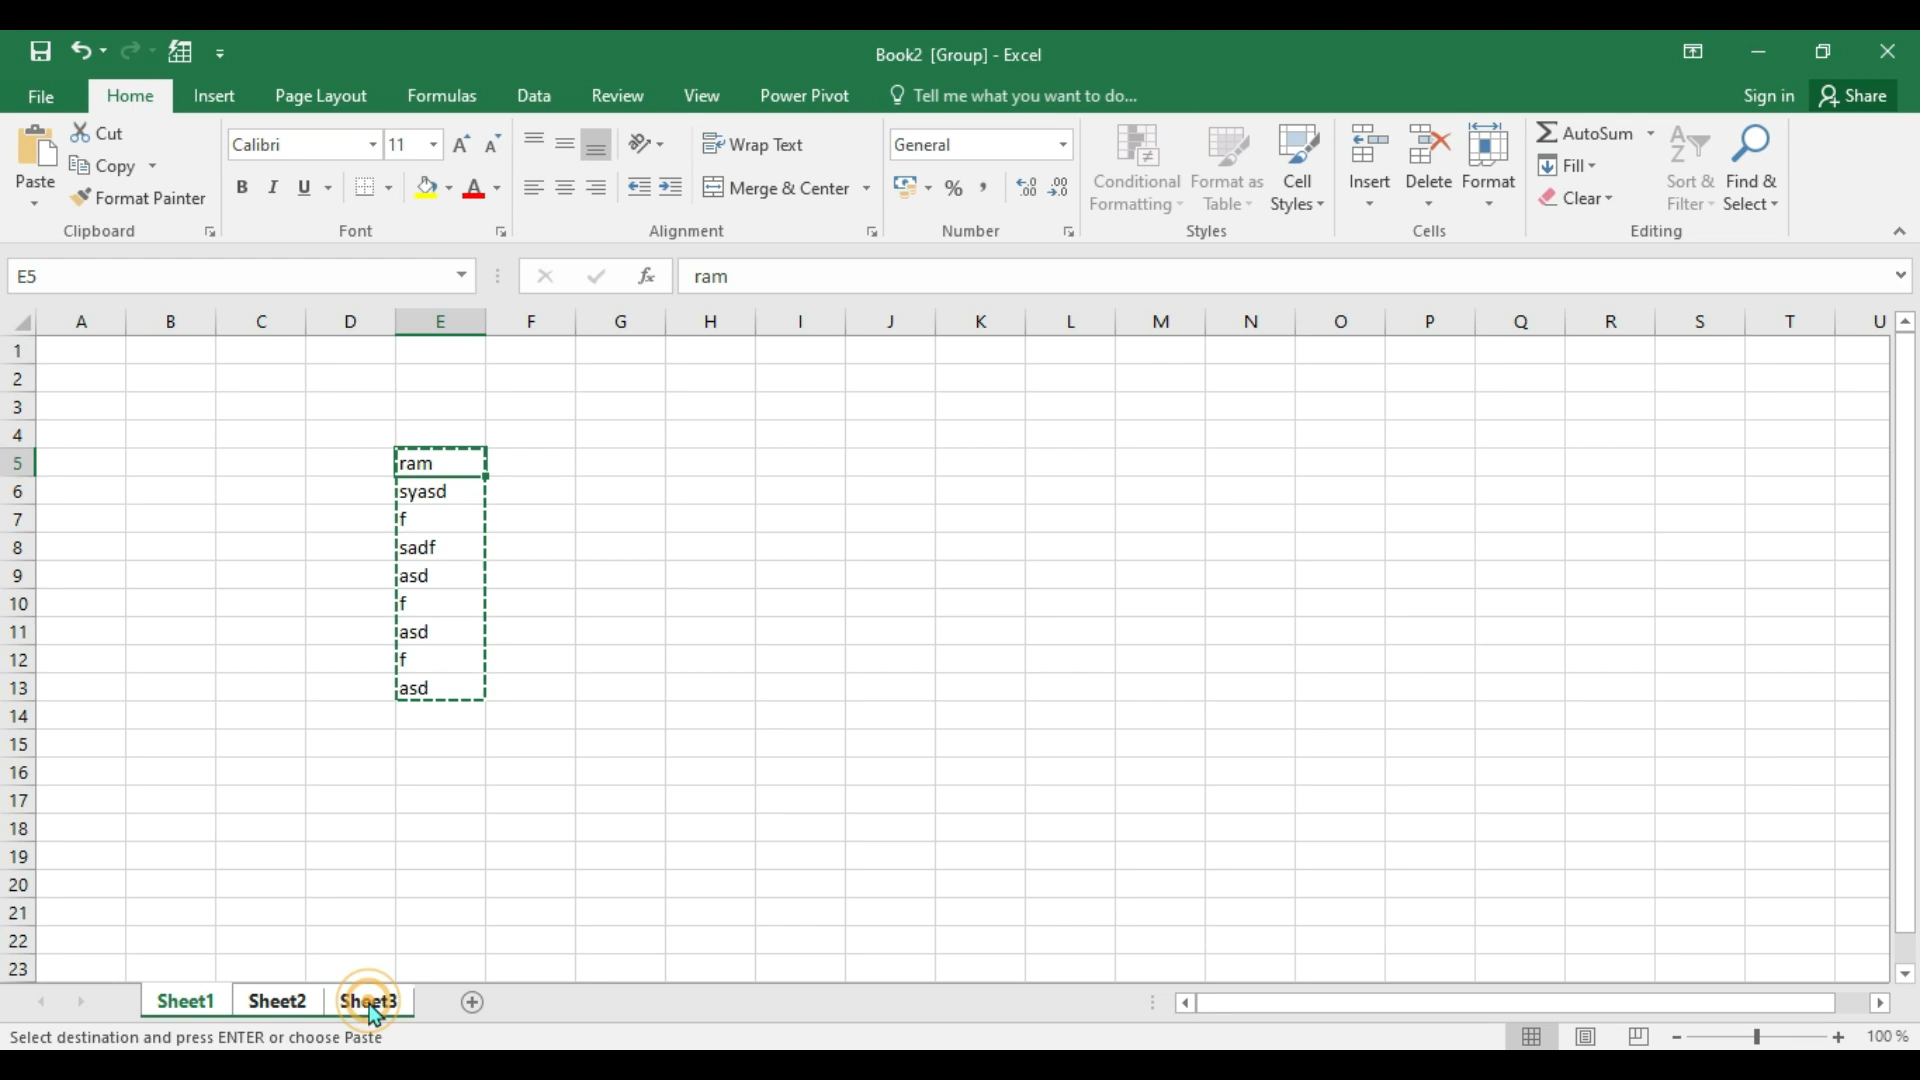 Book2 [Group] - Excel
File Home Insert Page Layout Formulas Data Review View Power Pivot Tell me what you want to do... Sign in Share
Paste Cut
Copy
Format Painter
Clipboard
Calibri 11
B I U A
Font
Wrap Text
Merge & Center
Alignment
General
% ,
Number
Conditional Formatting
Format as Table
Cell Styles
Styles
Insert Delete Format
Cells
AutoSum
Fill
Clear
Sort & Filter
Find & Select
Editing
E5 fx ram
A B C D E F G H I J K L M N O P Q R S T U
1
2
3
4
5 ram
6 syasd
7 f
8 sadf
9 asd
10 f
11 asd
12 f
13 asd
14
15
16
17
18
19
20
21
22
23
Sheet1 Sheet2 Sheet3
Select destination and press ENTER or choose Paste 100 %